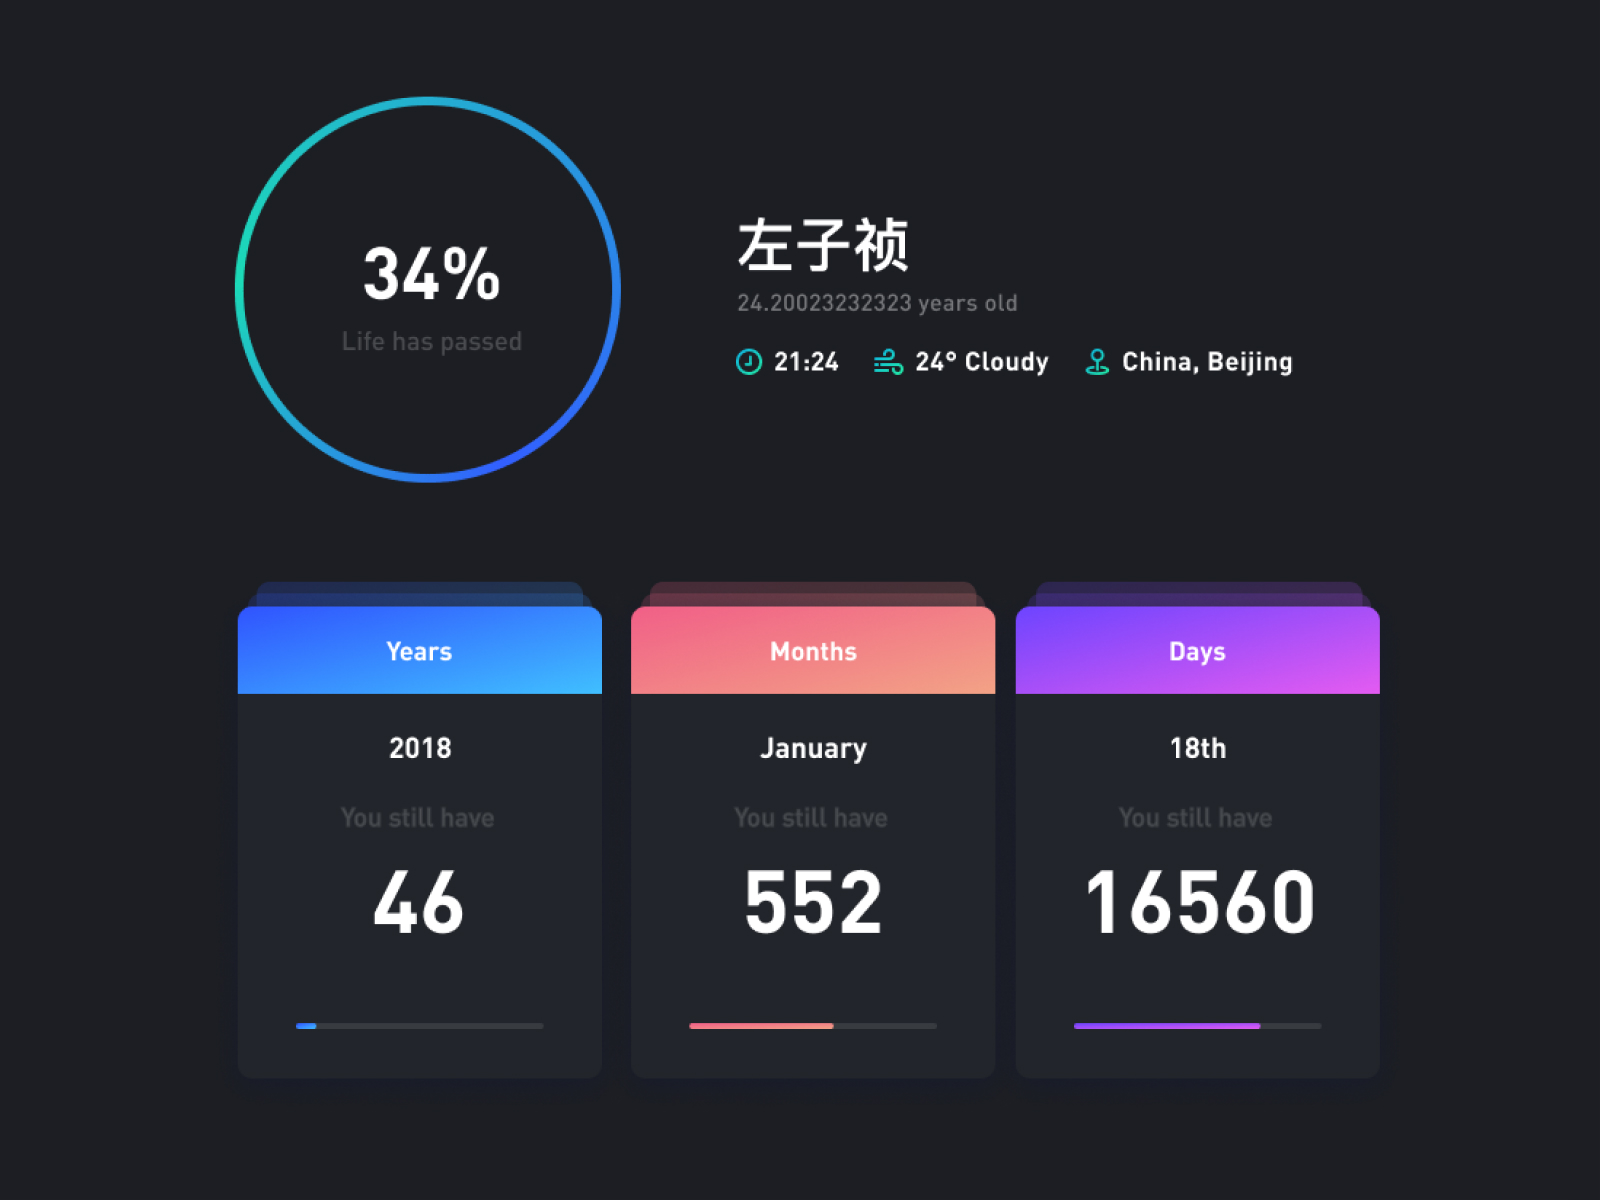 34%
Life has passed
左子祯
24.20023232323 years old
21:24
24° Cloudy
China, Beijing
Years
2018
You still have
46
Months
January
You still have
552
Days
18th
You still have
16560